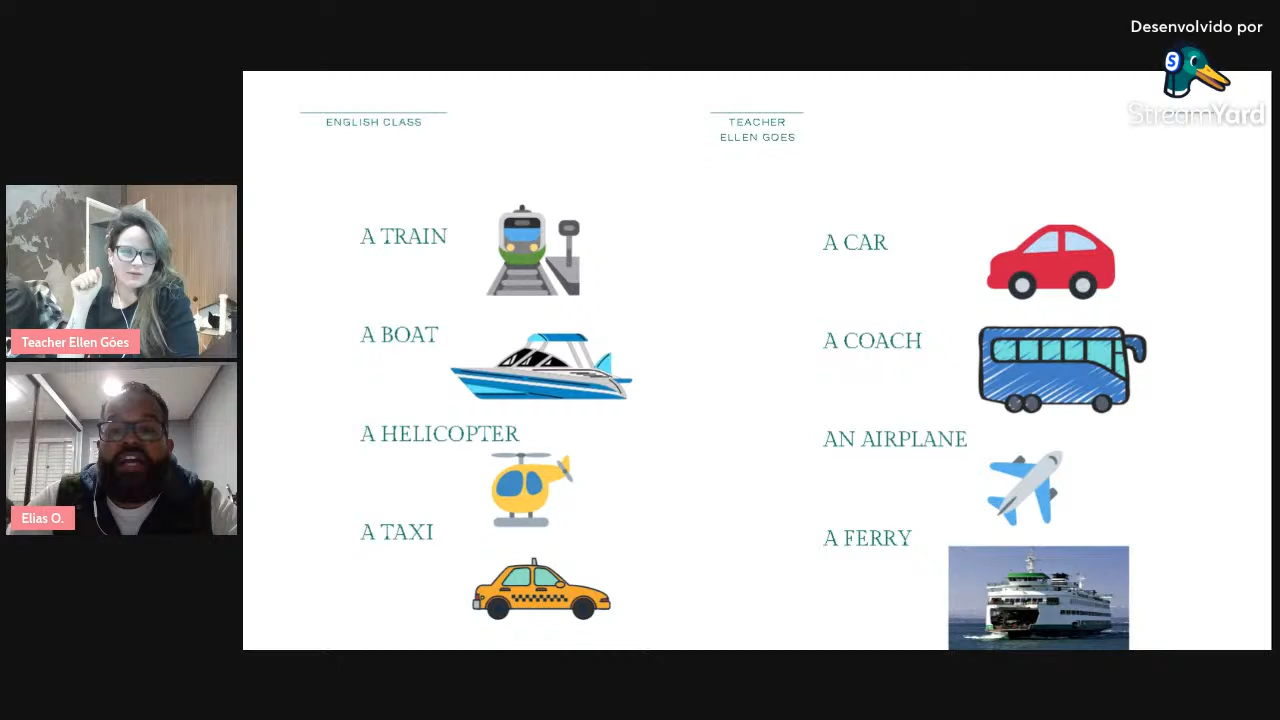 Desenvolvido por
S
StreamYard
ENGLISH CLASS
TEACHER
ELLEN GOES
A TRAIN
A BOAT
A HELICOPTER
A TAXI
A CAR
A COACH
AN AIRPLANE
A FERRY
Teacher Ellen Góes
Elias O.